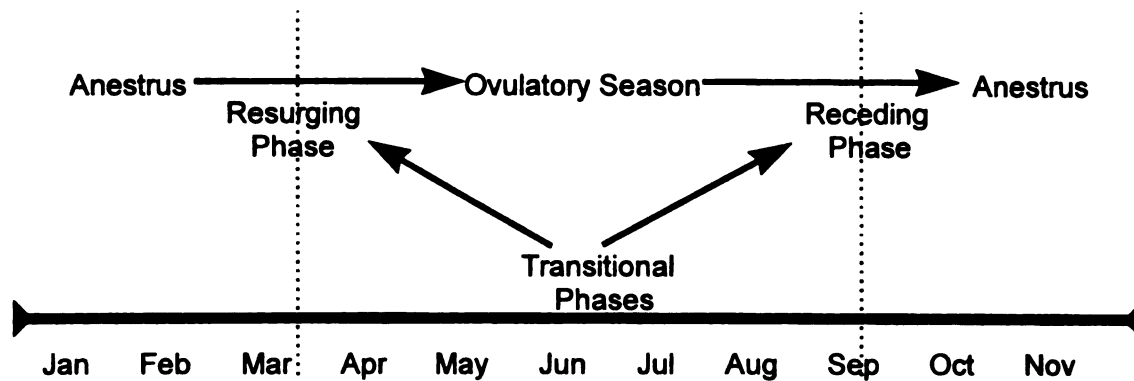 Anestrus
Ovulatory Season
Anestrus
Resurging
Phase
Receding
Phase
Transitional
Phases
Jan Feb Mar Apr May Jun Jul Aug Sep Oct Nov